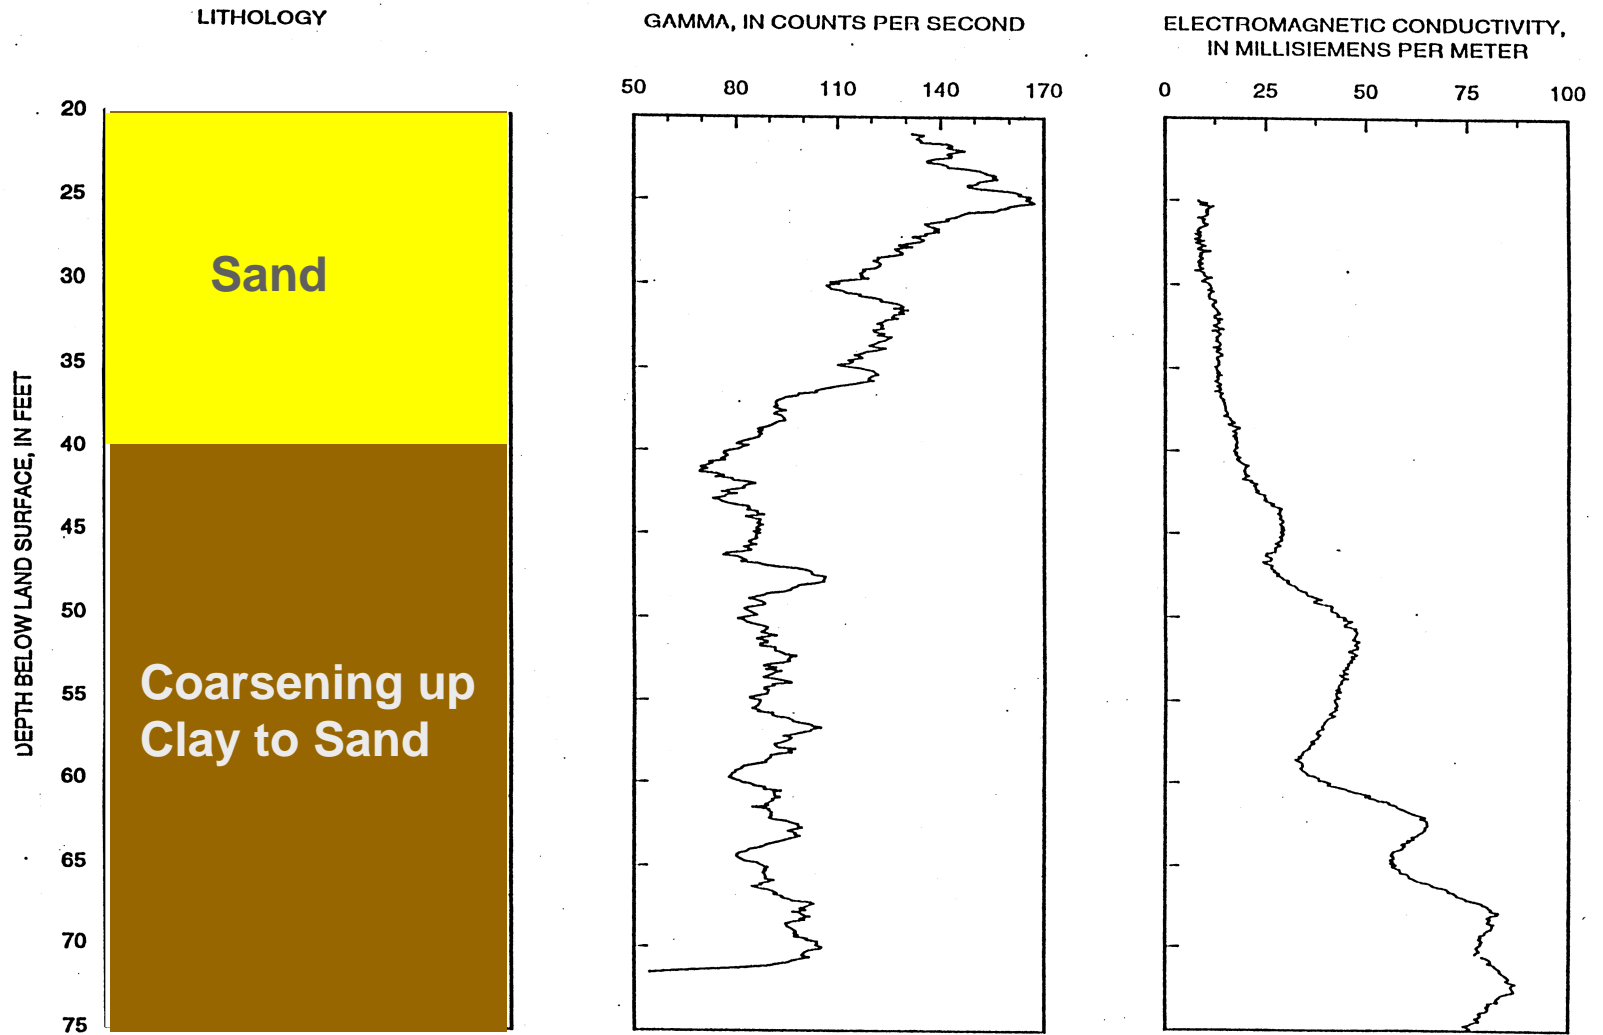 LITHOLOGY
GAMMA, IN COUNTS PER SECOND
ELECTROMAGNETIC CONDUCTIVITY,
IN MILLISIEMENS PER METER
50 80 110 140 170
0 25 50 75 100
DEPTH BELOW LAND SURFACE, IN FEET
20
25
30
35
40
45
50
55
60
65
70
75
Sand
Coarsening up
Clay to Sand